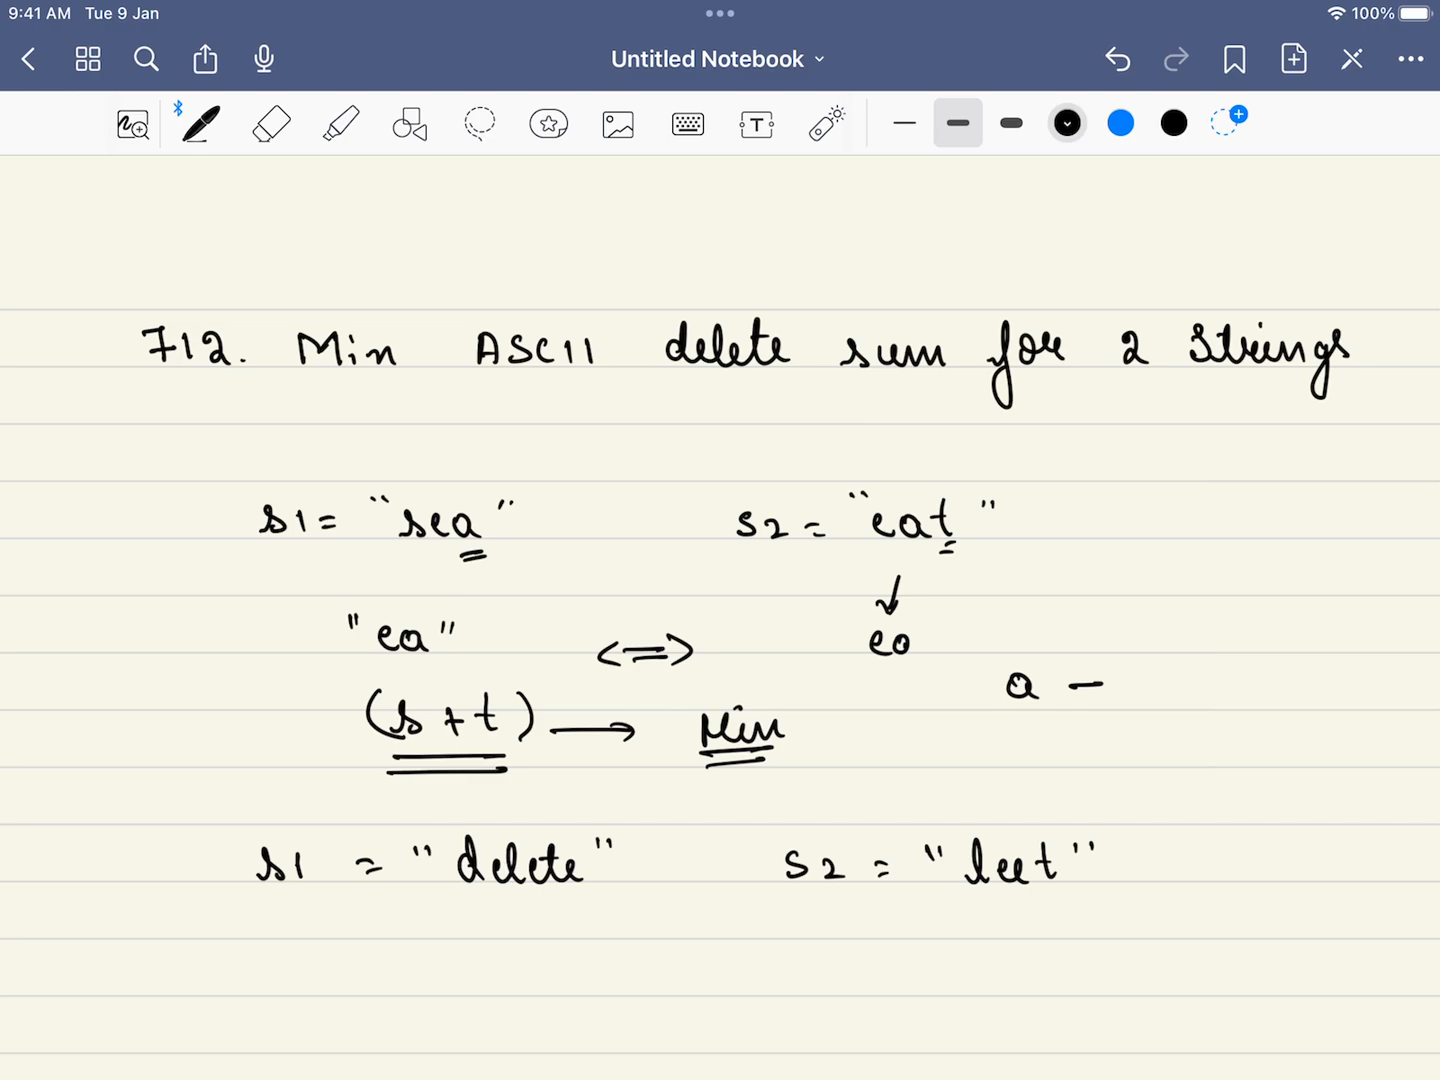 9:41 AM Tue 9 Jan 100%
Untitled Notebook
T
712. Min ASCII delete sum for 2 Strings
s1 = "sea" s2 = "eat"
"ea" <=> ea
a –
(s + t) → Min
s1 = "delete" s2 = "leet"